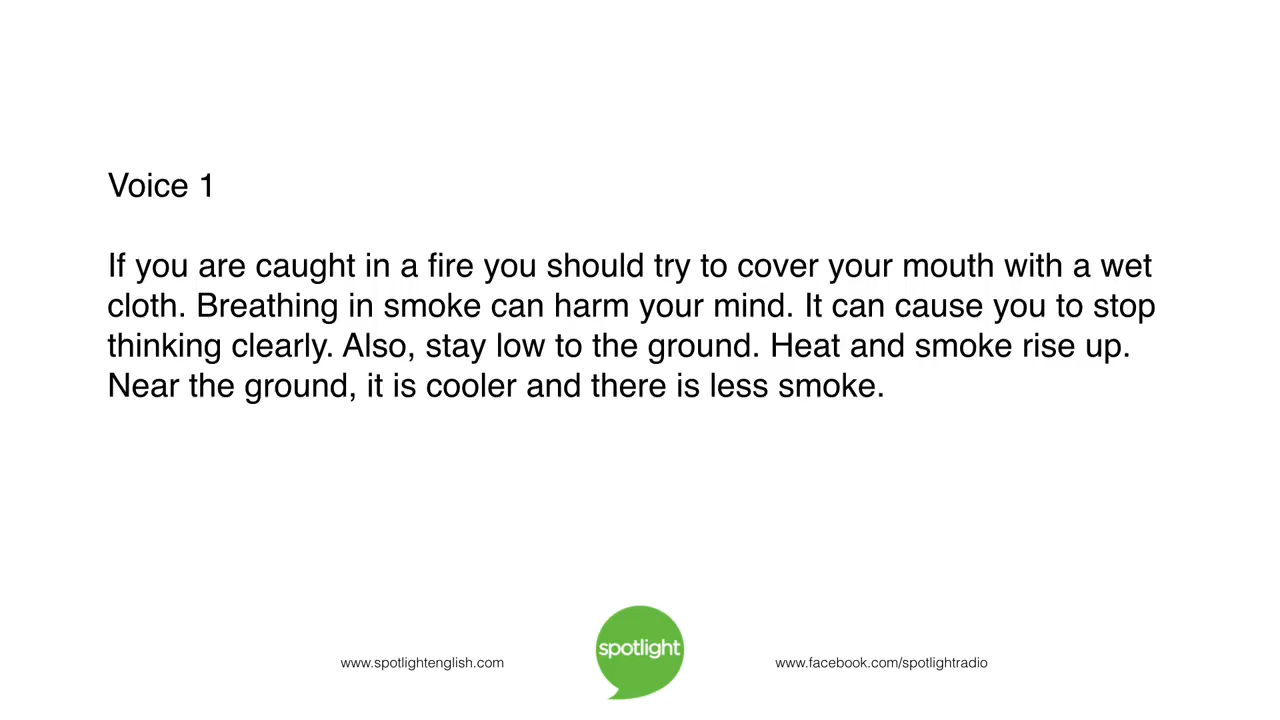 Voice 1
If you are caught in a fire you should try to cover your mouth with a wet
cloth. Breathing in smoke can harm your mind. It can cause you to stop
thinking clearly. Also, stay low to the ground. Heat and smoke rise up.
Near the ground, it is cooler and there is less smoke.
www.spotlightenglish.com
spotlight
www.facebook.com/spotlightradio